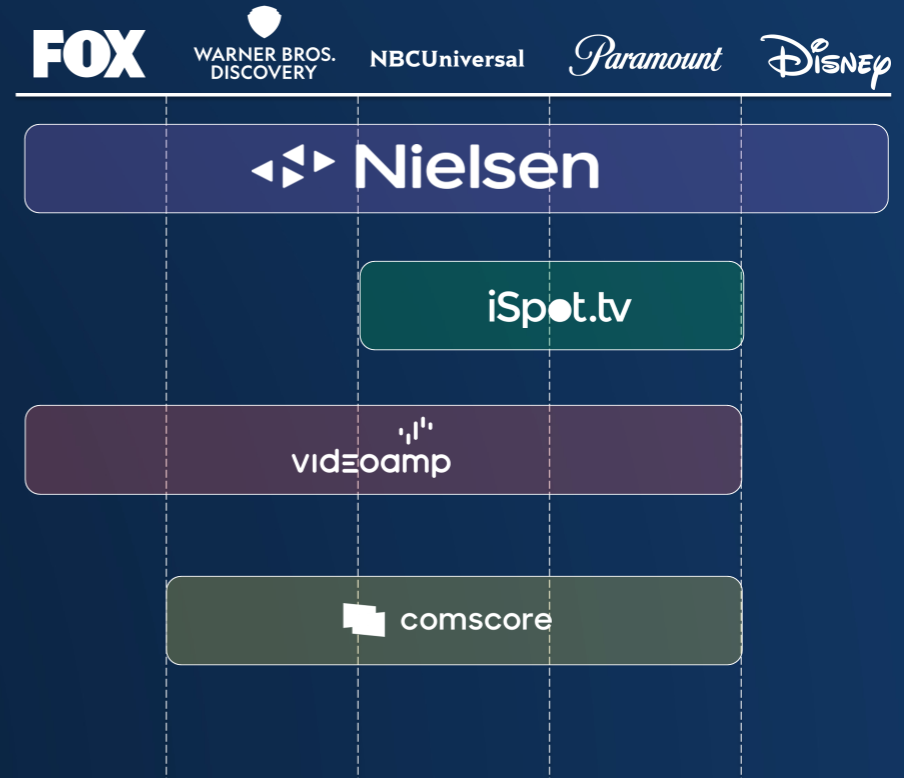 FOX
WARNER BROS.
DISCOVERY
NBCUniversal
Paramount
Disney
Nielsen
iSpot.tv
videoamp
comscore